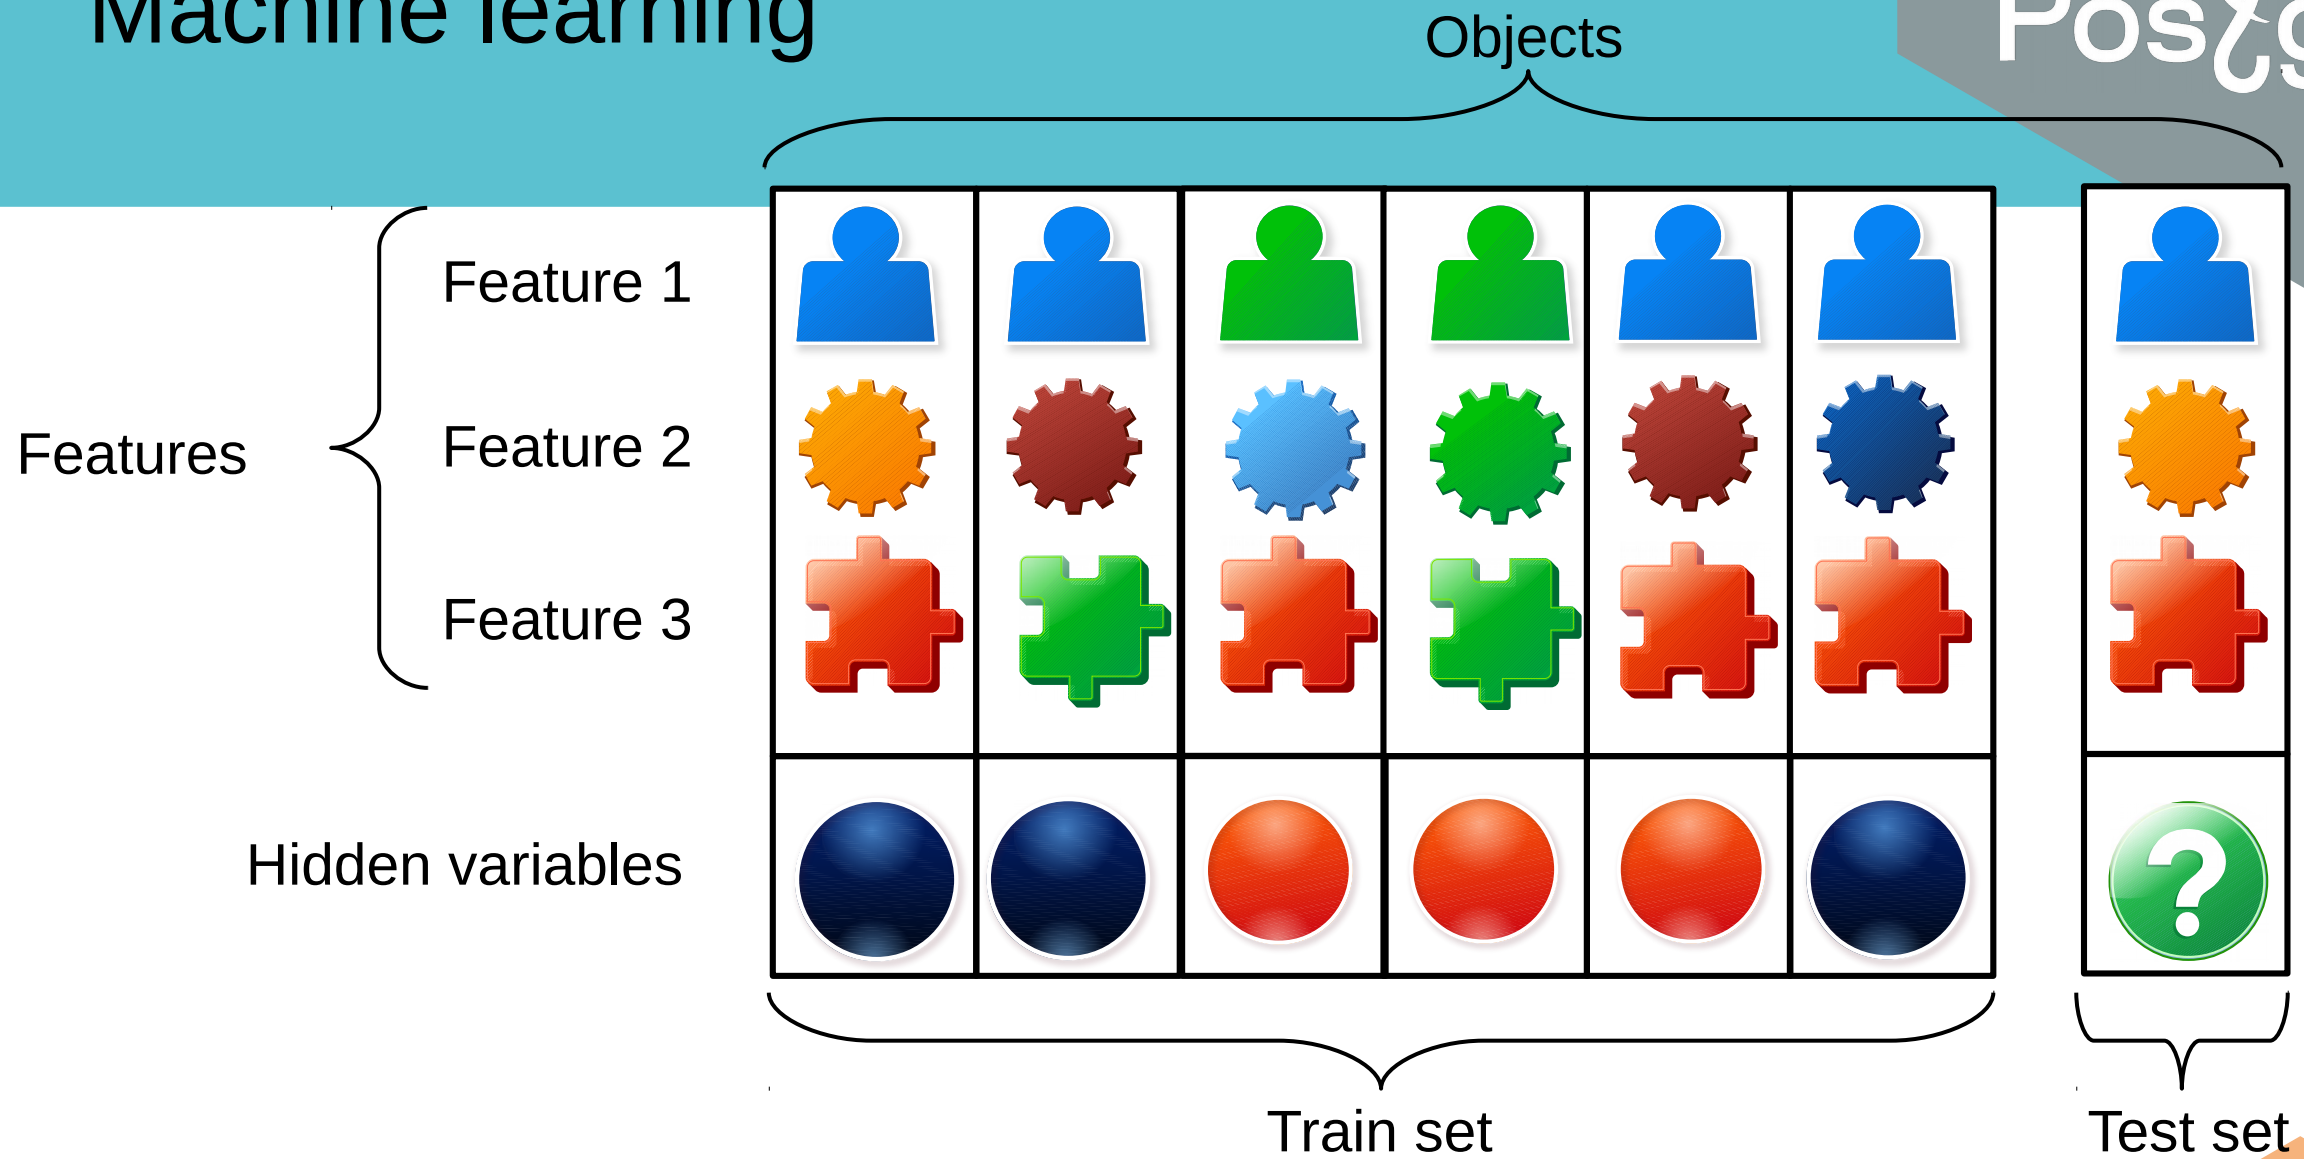 Machine learning
Objects
Feature 1
Feature 2
Features
Feature 3
Hidden variables
?
Train set
Test set